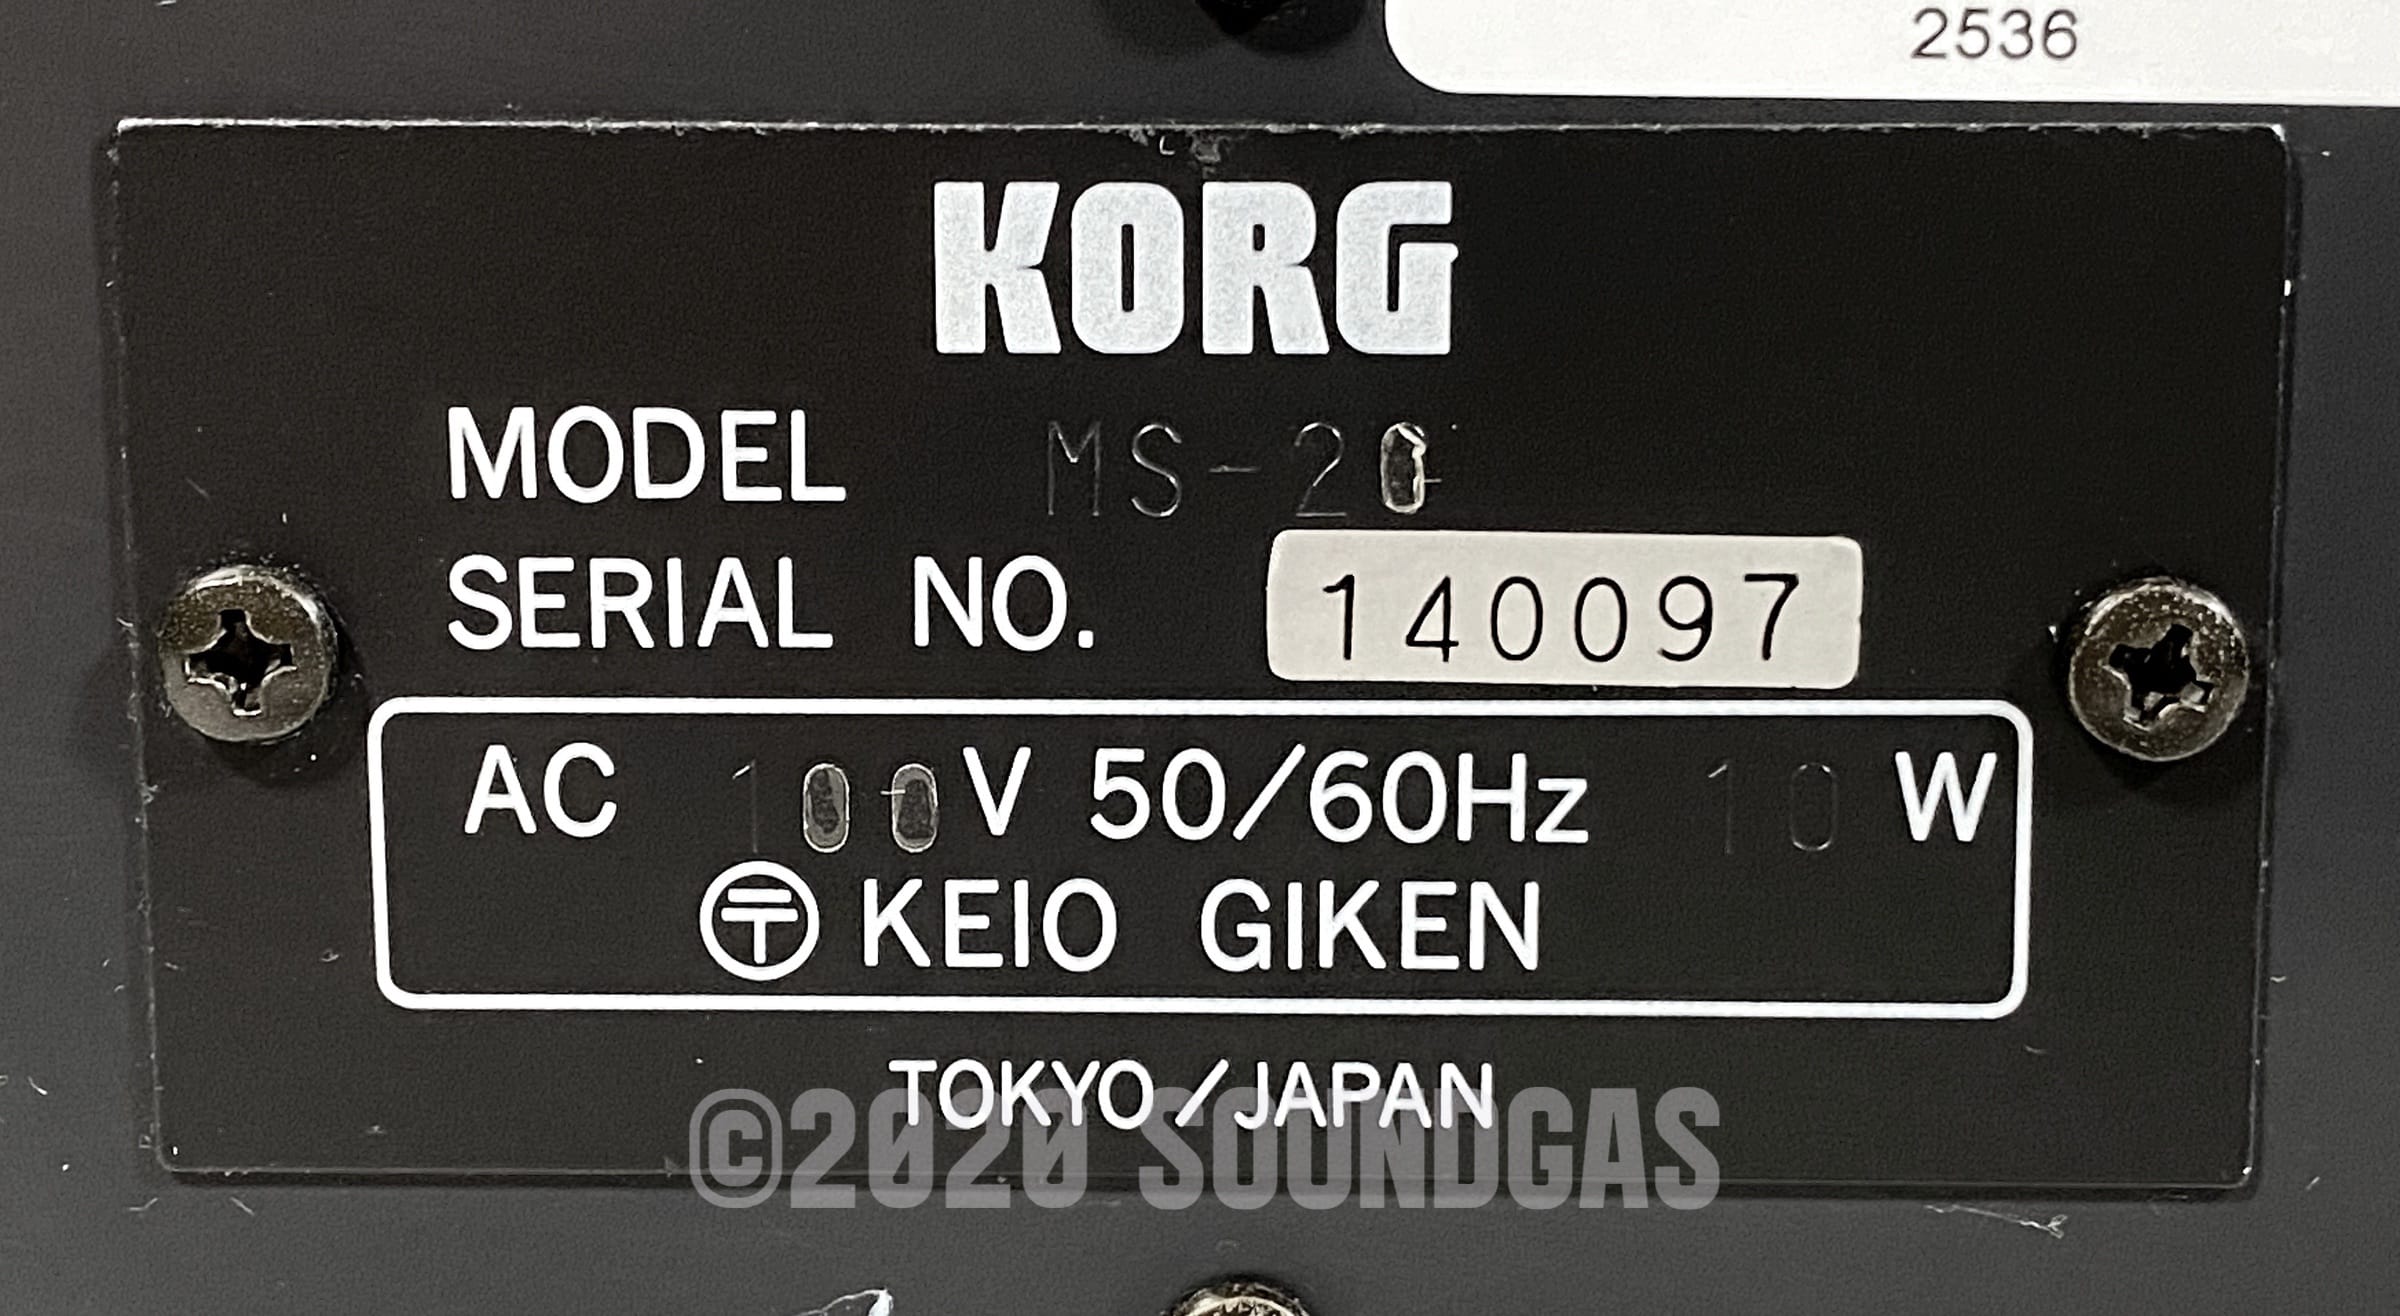 2536
KORG
MODEL MS-20
SERIAL NO. 140097
AC 100V 50/60Hz 10 W
〶 KEIO GIKEN
TOKYO/JAPAN
©2020 SOUNDGAS